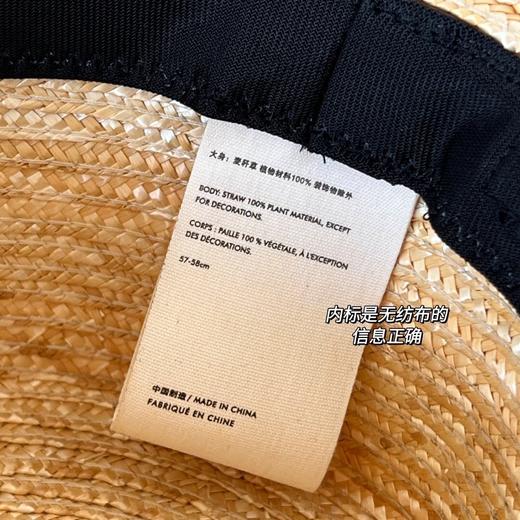 大身：麦秆草 植物材料100% 装饰物除外
BODY: STRAW 100% PLANT MATERIAL, EXCEPT
FOR DECORATIONS.
CORPS : PAILLE 100 % VÉGÉTALE, À L'EXCEPTION
DES DÉCORATIONS.
57-58cm
内标是无纺布的
信息正确
中国制造 / MADE IN CHINA
FABRIQUÉ EN CHINE